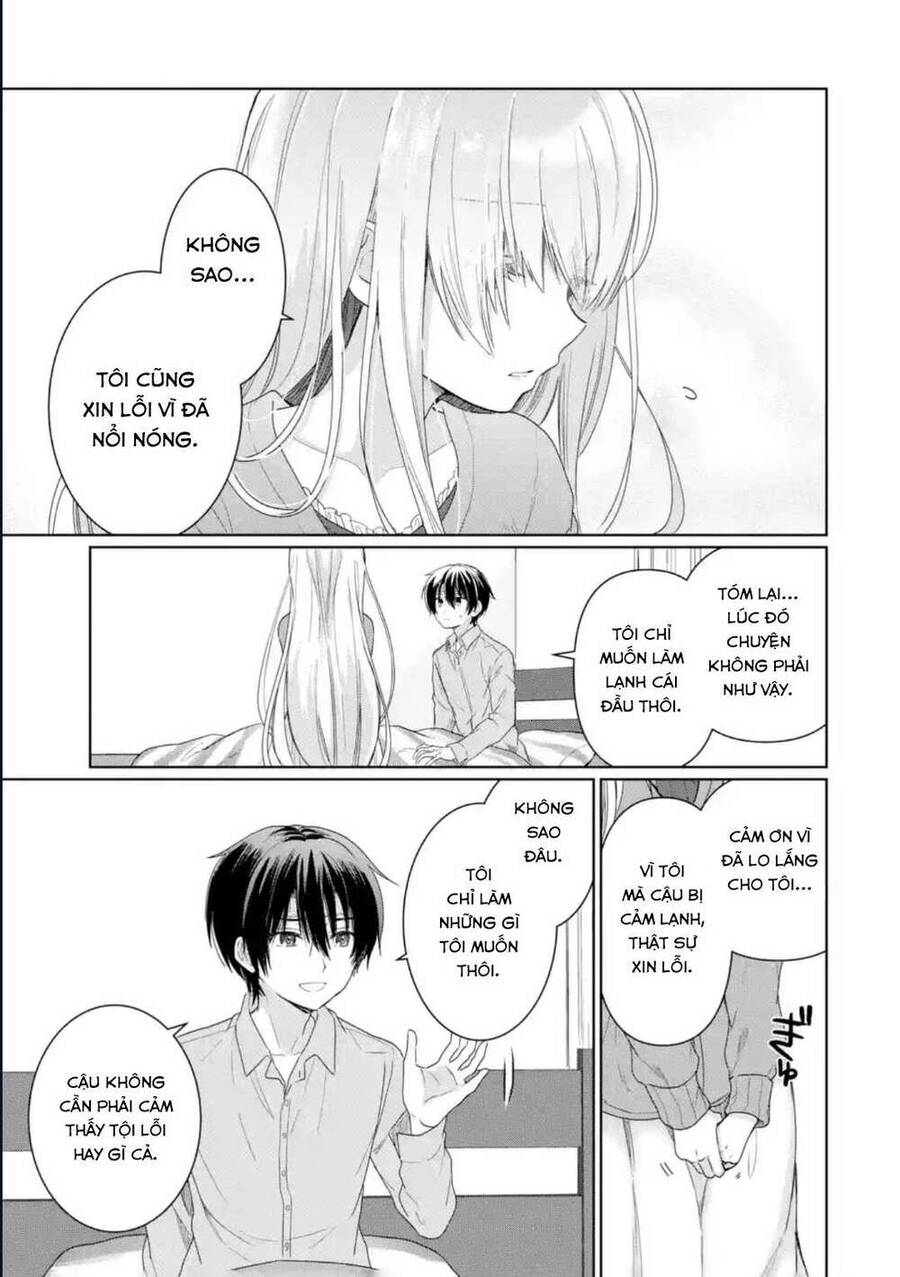 KHÔNG
SAO...
TÔI CŨNG
XIN LỖI VÌ ĐÃ
NỔI NÓNG.
TÓM LẠI...
LÚC ĐÓ
CHUYỆN
KHÔNG PHẢI
NHƯ VẬY.
TÔI CHỈ
MUỐN LÀM
LẠNH CÁI
ĐẦU THÔI.
CẢM ƠN VÌ
ĐÃ LO LẮNG
CHO TÔI...
VÌ TÔI
MÀ CẬU BỊ
CẢM LẠNH,
THẬT SỰ
XIN LỖI.
KHÔNG
SAO
ĐÂU.
TÔI
CHỈ LÀM
NHỮNG GÌ
TÔI MUỐN
THÔI.
CẬU KHÔNG
CẦN PHẢI CẢM
THẤY TỘI LỖI
HAY GÌ CẢ.